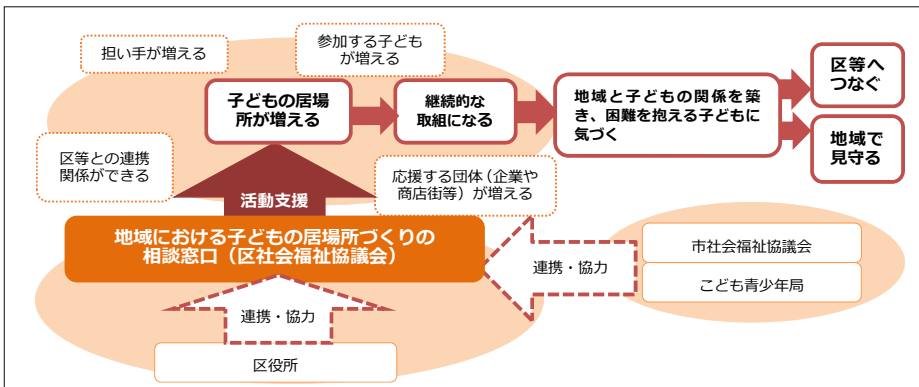 担い手が増える
参加する子ども
が増える
子どもの居場
所が増える
継続的な
取組になる
地域と子どもの関係を築
き、困難を抱える子どもに
気づく
区等へ
つなぐ
地域で
見守る
区等との連携
関係ができる
活動支援
応援する団体（企業や
商店街等）が増える
地域における子どもの居場所づくりの
相談窓口（区社会福祉協議会）
連携・協力
市社会福祉協議会
こども青少年局
連携・協力
区役所